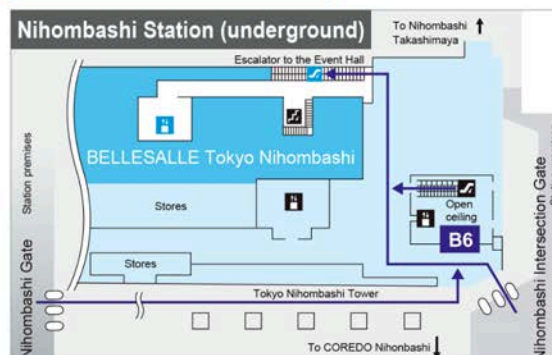 Nihombashi Station (underground)
To Nihombashi
Takashimaya
Escalator to the Event Hall
BELLESALLE Tokyo Nihombashi
Station premises
Stores
Open
ceiling
B6
Stores
Nihombashi Gate
Nihombashi Intersection Gate
Tokyo Nihombashi Tower
To COREDO Nihonbashi